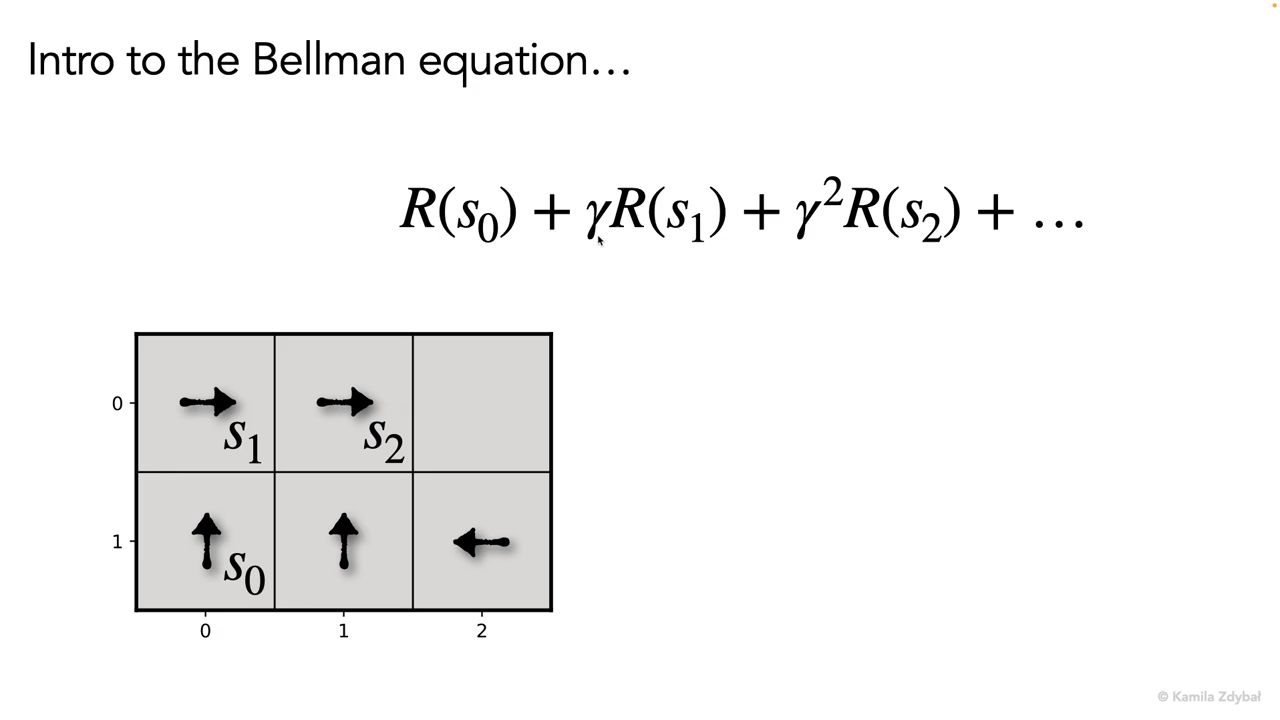 Intro to the Bellman equation…
R(s₀) + γR(s₁) + γ²R(s₂) + …
0
s₁ s₂
1
s₀
0 1 2
© Kamila Zdybał